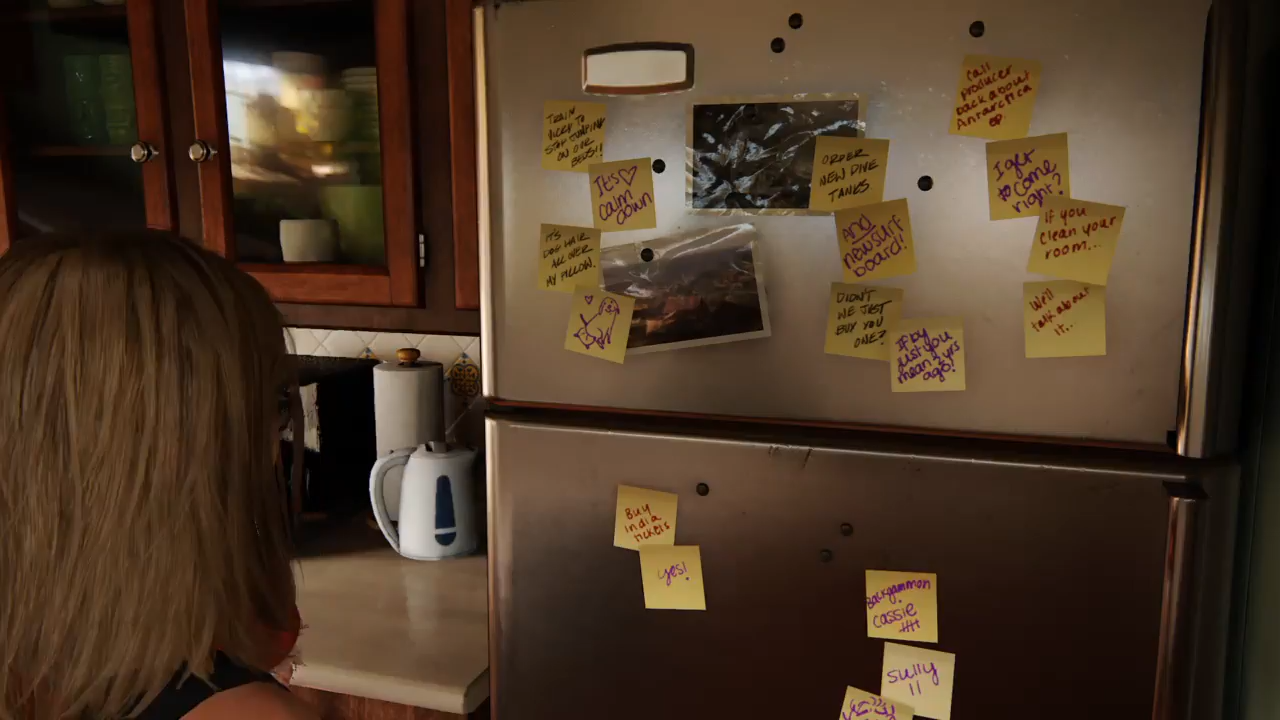 TRAIN
VICKY TO
STOP JUMPING
ON OUR
BEDS!!
It's ♡
calm
down
IT'S
DOG HAIR
ALL OVER
MY PILLOW.
ORDER
NEW DIVE
TANKS.
And
new surf
board!
DIDN'T
WE JUST
BUY YOU
ONE?
If by
just you
mean 2 yrs
ago!
Call
producer
back about
Antarctica
I get
to come
right?
If you
clean your
room...
We'll
talk about
it..
Buy
india
tickets
yes!
Backgammon
cassie
sully